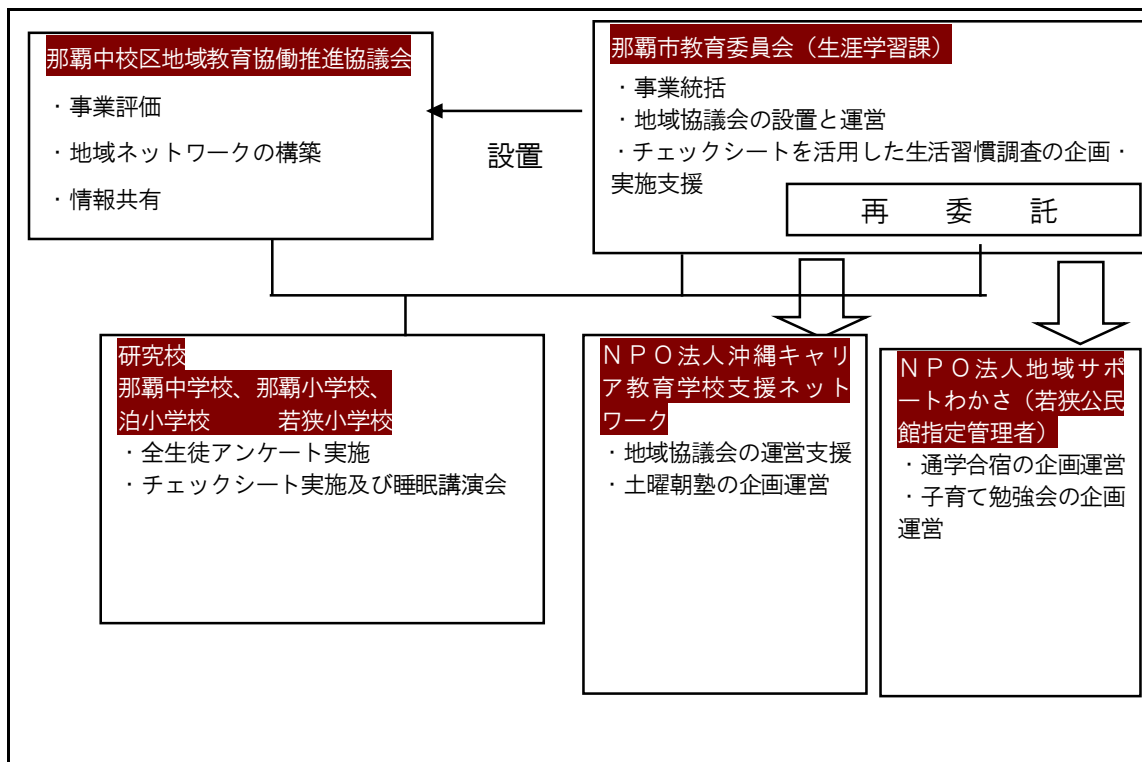 那覇中校区地域教育協働推進協議会
・事業評価
・地域ネットワークの構築
・情報共有
設置
那覇市教育委員会（生涯学習課）
・事業統括
・地域協議会の設置と運営
・チェックシートを活用した生活習慣調査の企画・
実施支援
再　委　託
研究校
那覇中学校、那覇小学校、
泊小学校　　　若狭小学校
・全生徒アンケート実施
・チェックシート実施及び睡眠講演会
ＮＰＯ法人沖縄キャリ
ア教育学校支援ネット
ワーク
・地域協議会の運営支援
・土曜朝塾の企画運営
ＮＰＯ法人地域サポ
ートわかさ（若狭公民
館指定管理者）
・通学合宿の企画運営
・子育て勉強会の企画
運営